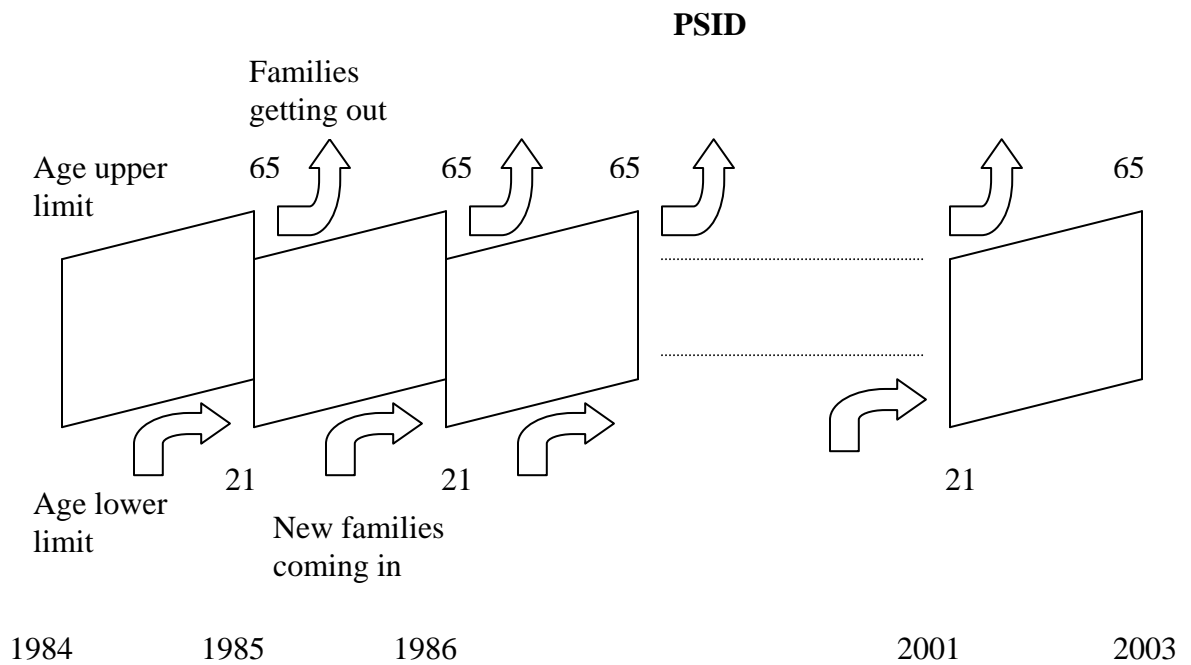 PSID
Families
getting out
Age upper
limit
65 65 65 65
21 21 21
Age lower
limit
New families
coming in
1984 1985 1986 2001 2003